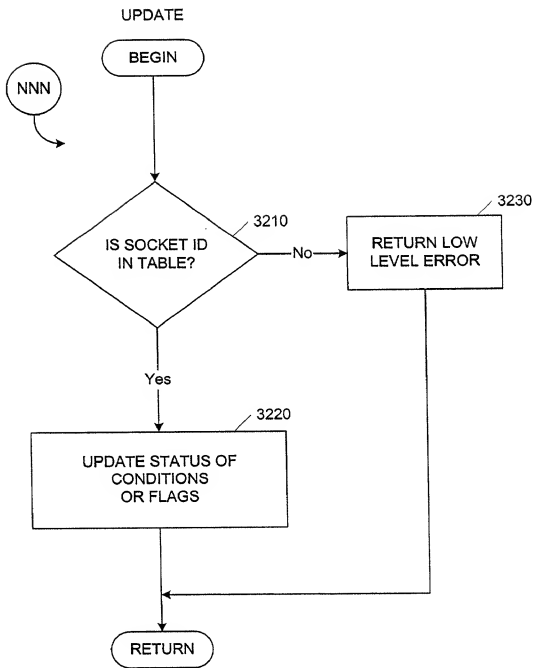 UPDATE
BEGIN
NNN
3210
IS SOCKET ID
IN TABLE?
No
3230
RETURN LOW
LEVEL ERROR
Yes
3220
UPDATE STATUS OF
CONDITIONS
OR FLAGS
RETURN